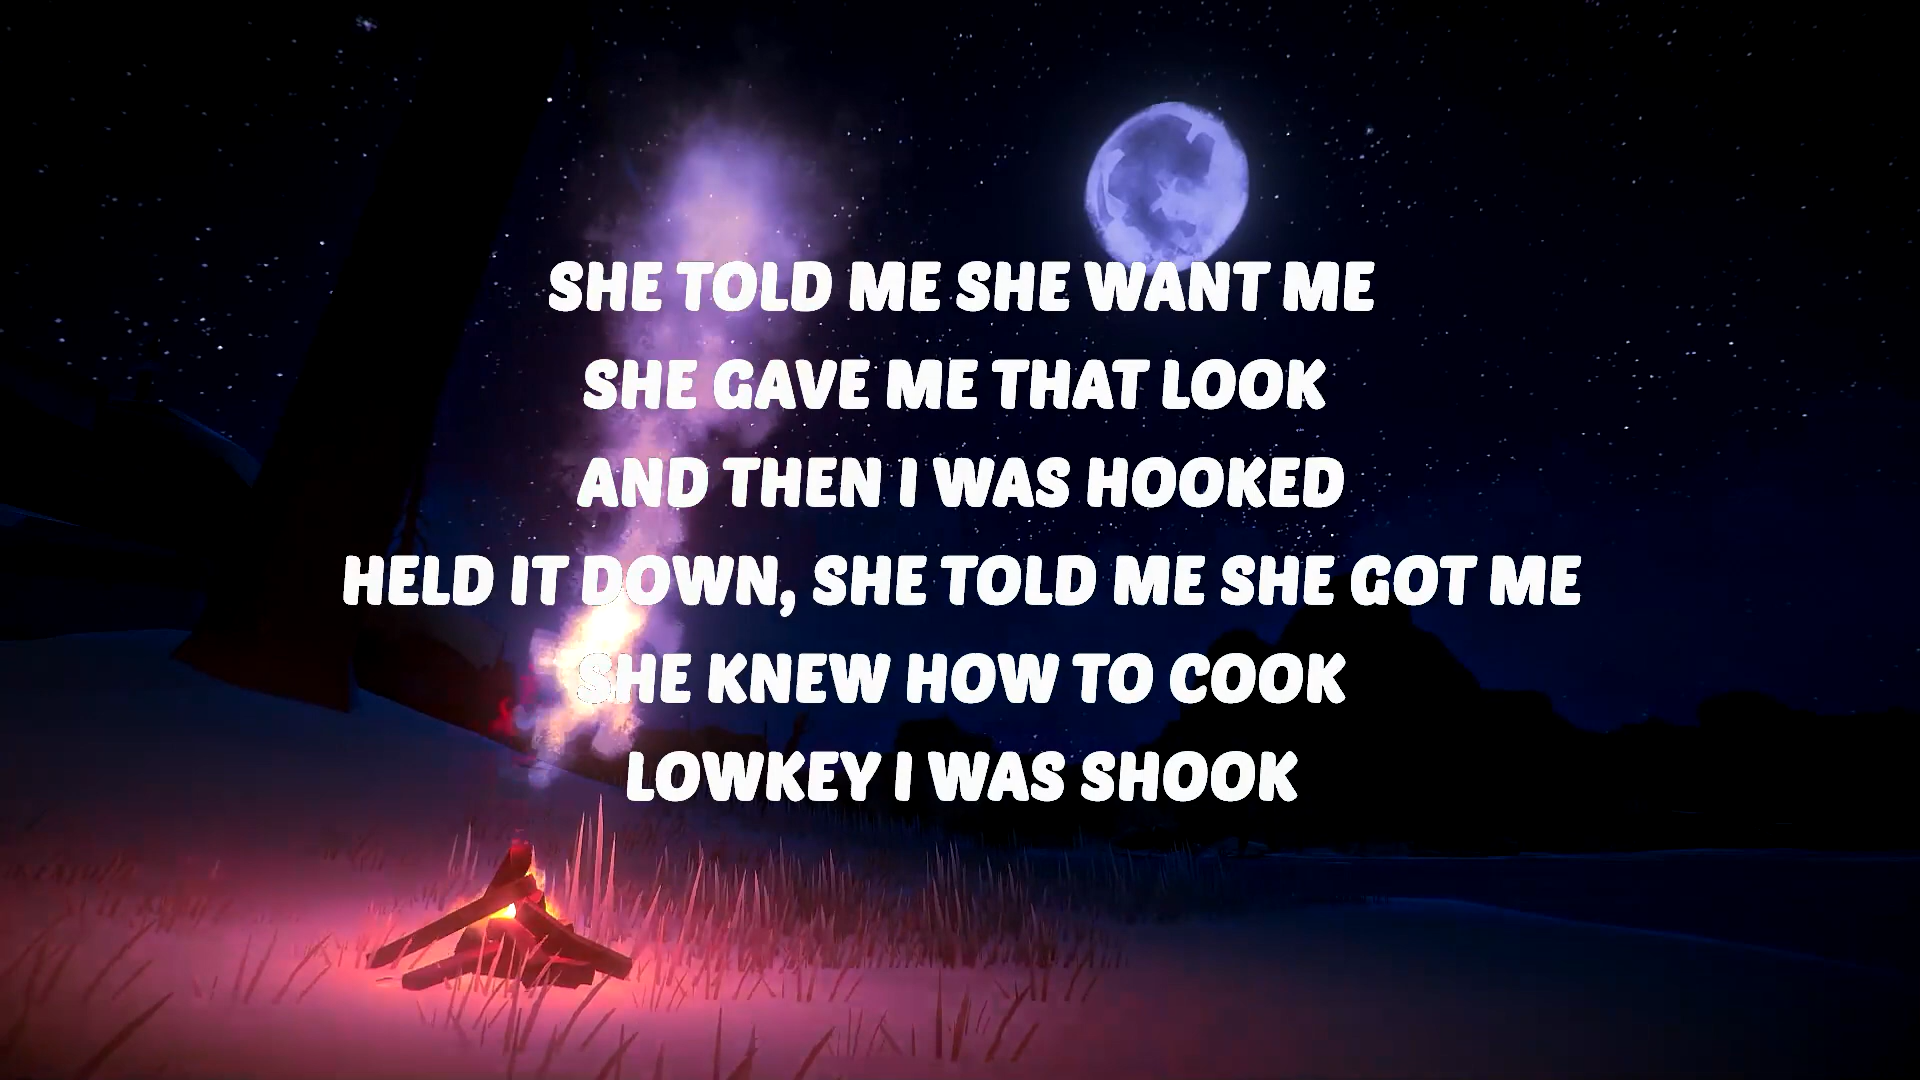 SHE TOLD ME SHE WANT ME
SHE GAVE ME THAT LOOK
AND THEN I WAS HOOKED
HELD IT DOWN, SHE TOLD ME SHE GOT ME
SHE KNEW HOW TO COOK
LOWKEY I WAS SHOOK